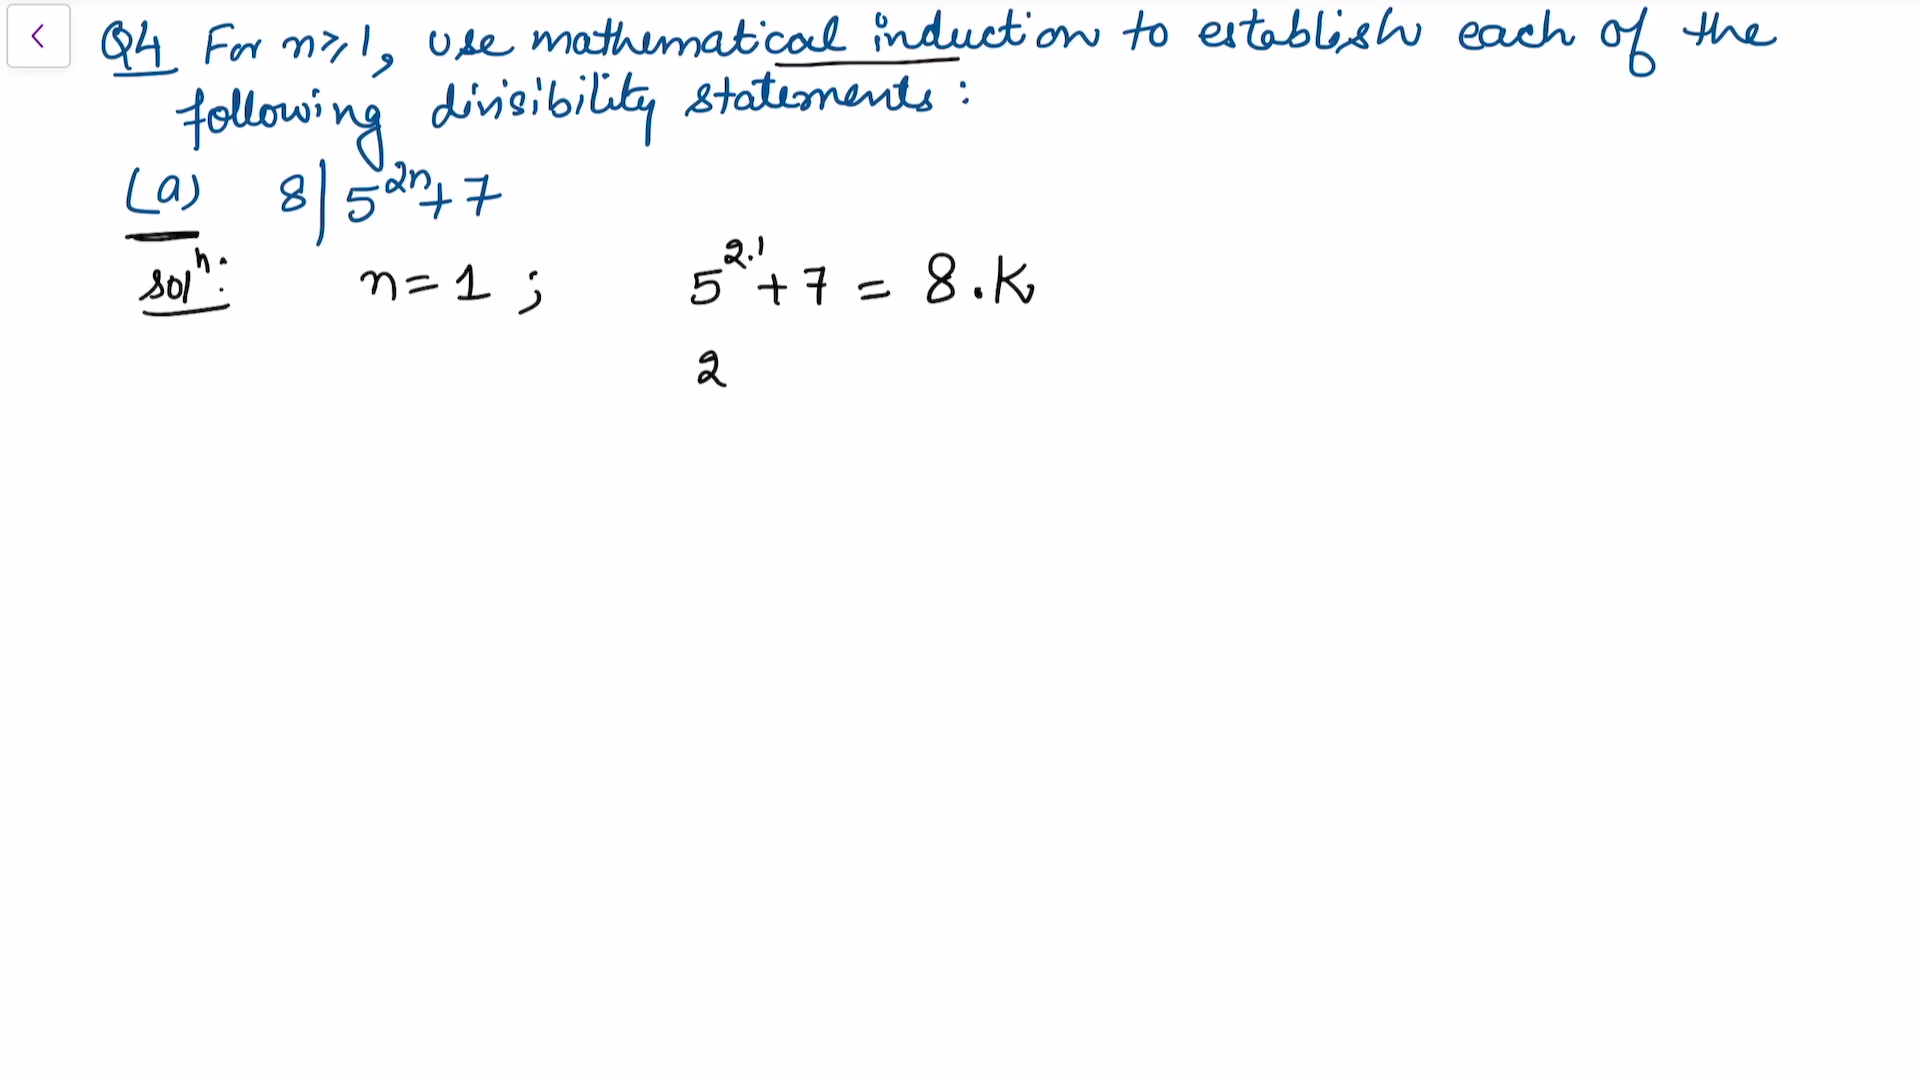 Q4 For n ≥ 1, use mathematical induction to establish each of the
following divisibility statements :
(a) 8 | 5^{2n} + 7
solⁿ: n = 1 ; 5^{2·1} + 7 = 8 . K
2